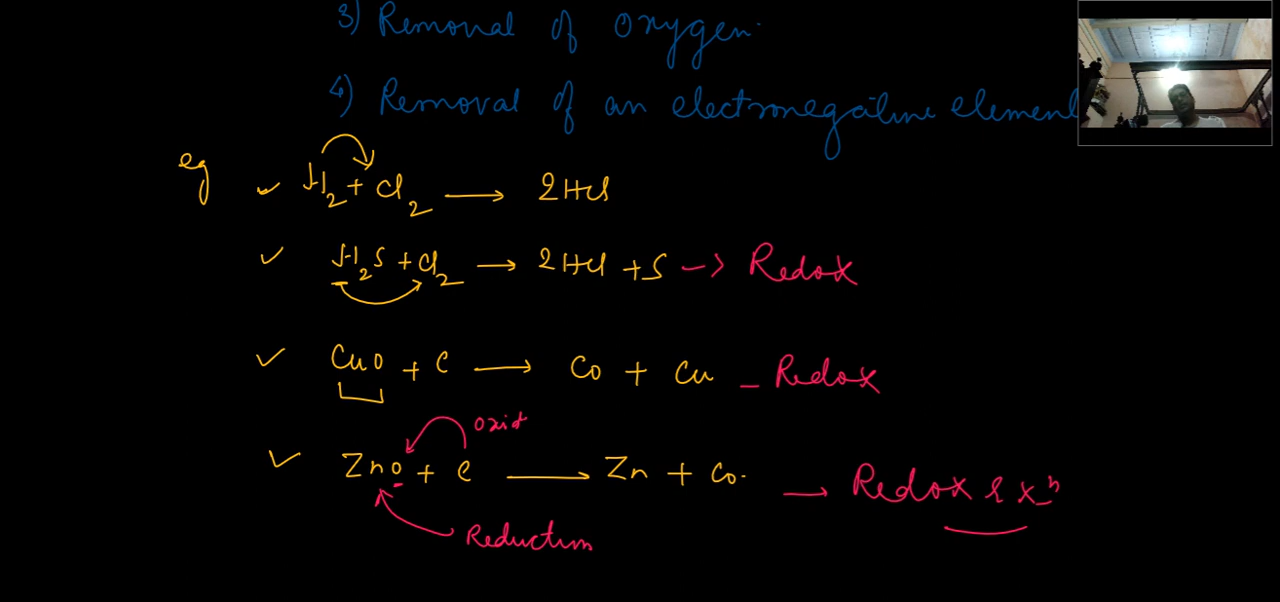 3) Removal of oxygen.
4) Removal of an electronegative element
eg H₂ + Cl₂ → 2HCl
H₂S + Cl₂ → 2HCl + S → Redox
CuO + C → Co + Cu – Redox
oxid
ZnO + C → Zn + Co. → Redox Rxⁿ
Reduction